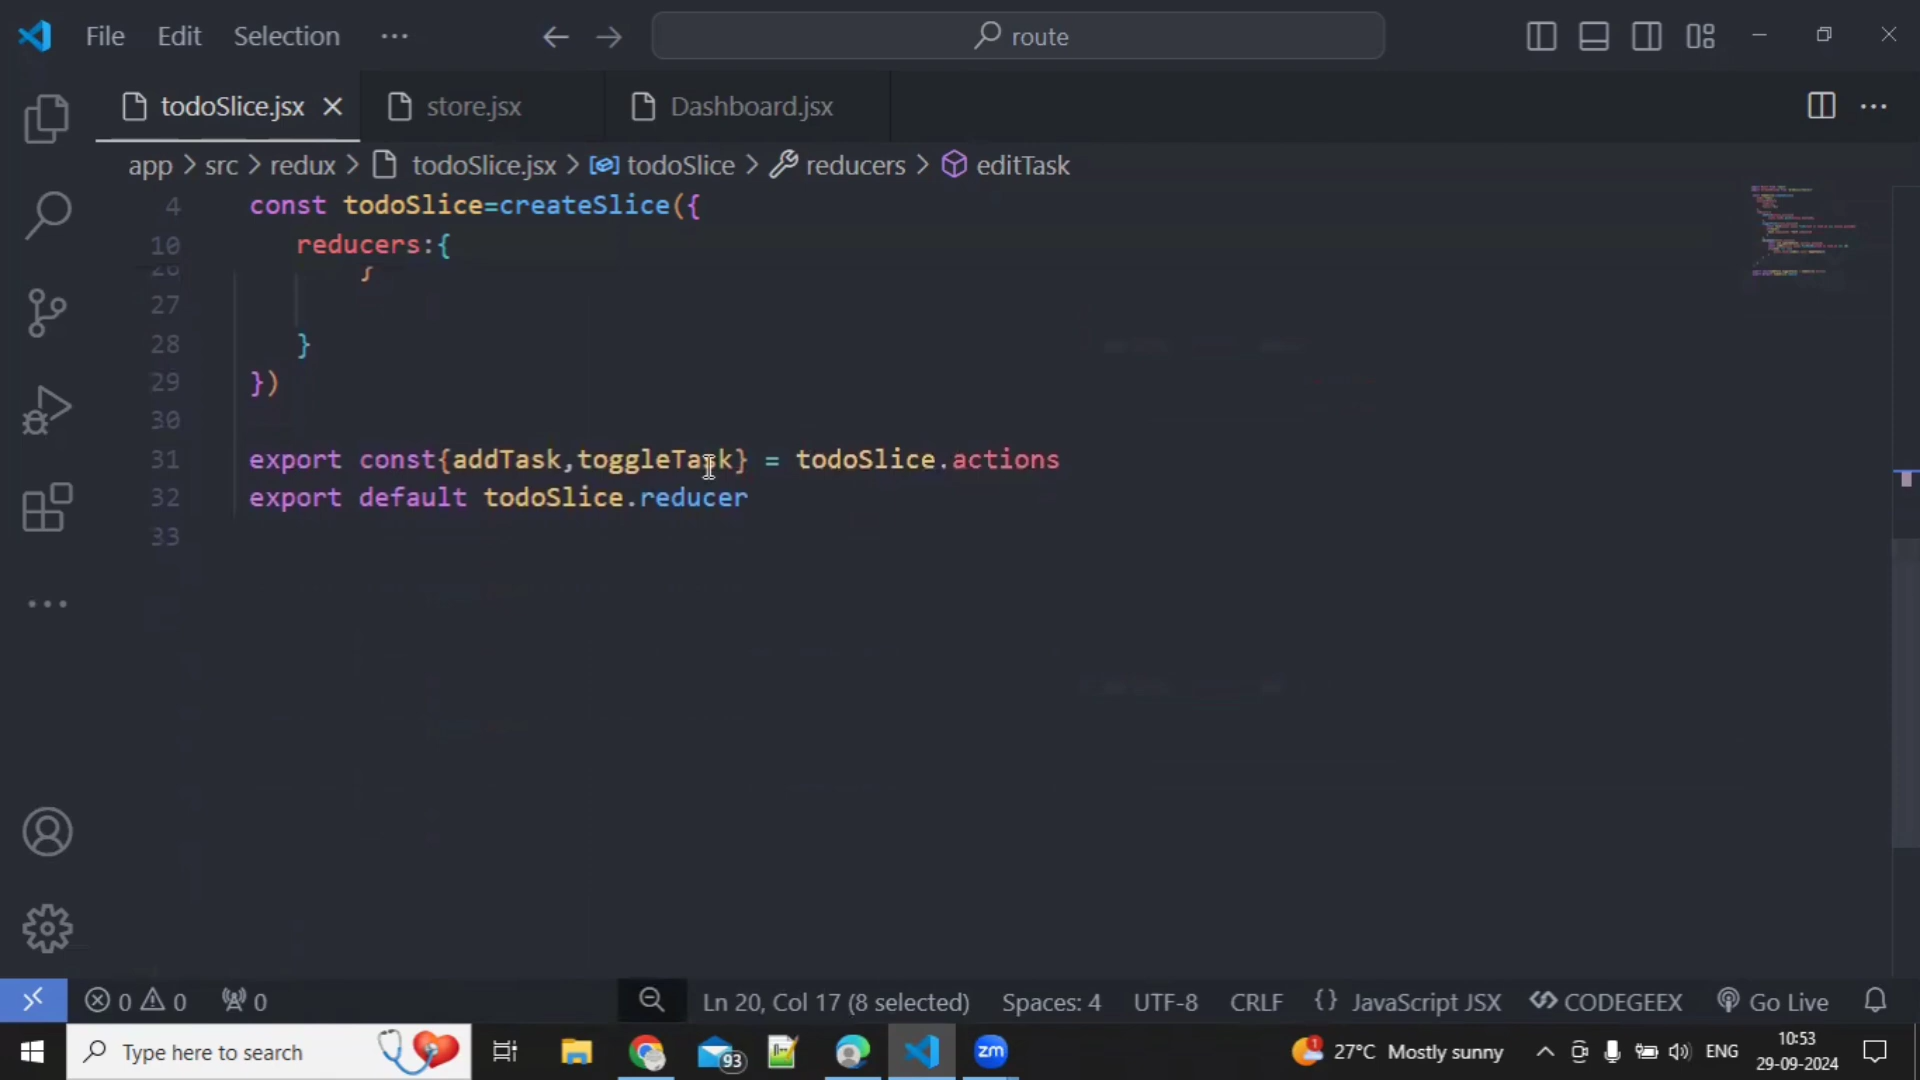 File Edit Selection ··· route
todoSlice.jsx store.jsx Dashboard.jsx
app > src > redux > todoSlice.jsx > todoSlice > reducers > editTask
4 const todoSlice=createSlice({
10 reducers:{
26 }
27
28 }
29 })
30
31 export const{addTask,toggleTask} = todoSlice.actions
32 export default todoSlice.reducer
33
0 0 0 Ln 20, Col 17 (8 selected) Spaces: 4 UTF-8 CRLF {} JavaScript JSX CODEGEEX Go Live
Type here to search 93 zm 1 27°C Mostly sunny ENG 10:53
29-09-2024